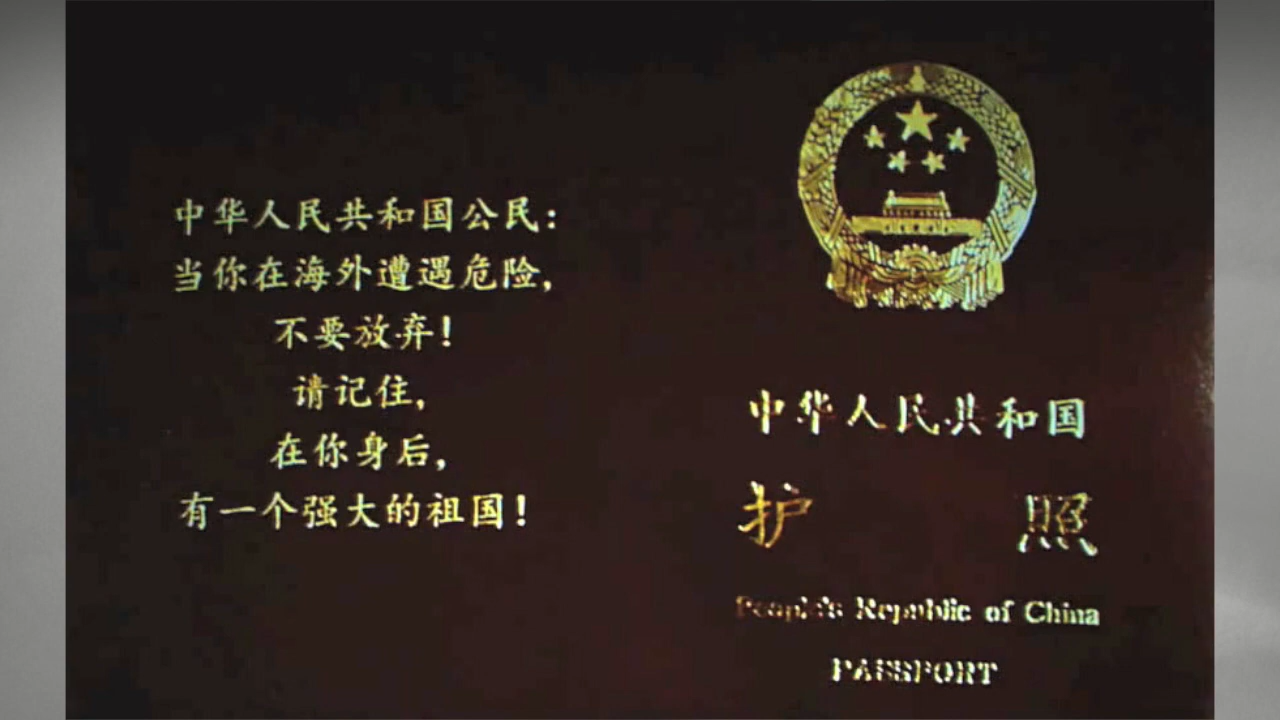 中华人民共和国公民:
当你在海外遭遇危险,
不要放弃!
请记住,
在你身后,
有一个强大的祖国!
中华人民共和国
护 照
People's Republic of China
PASSPORT